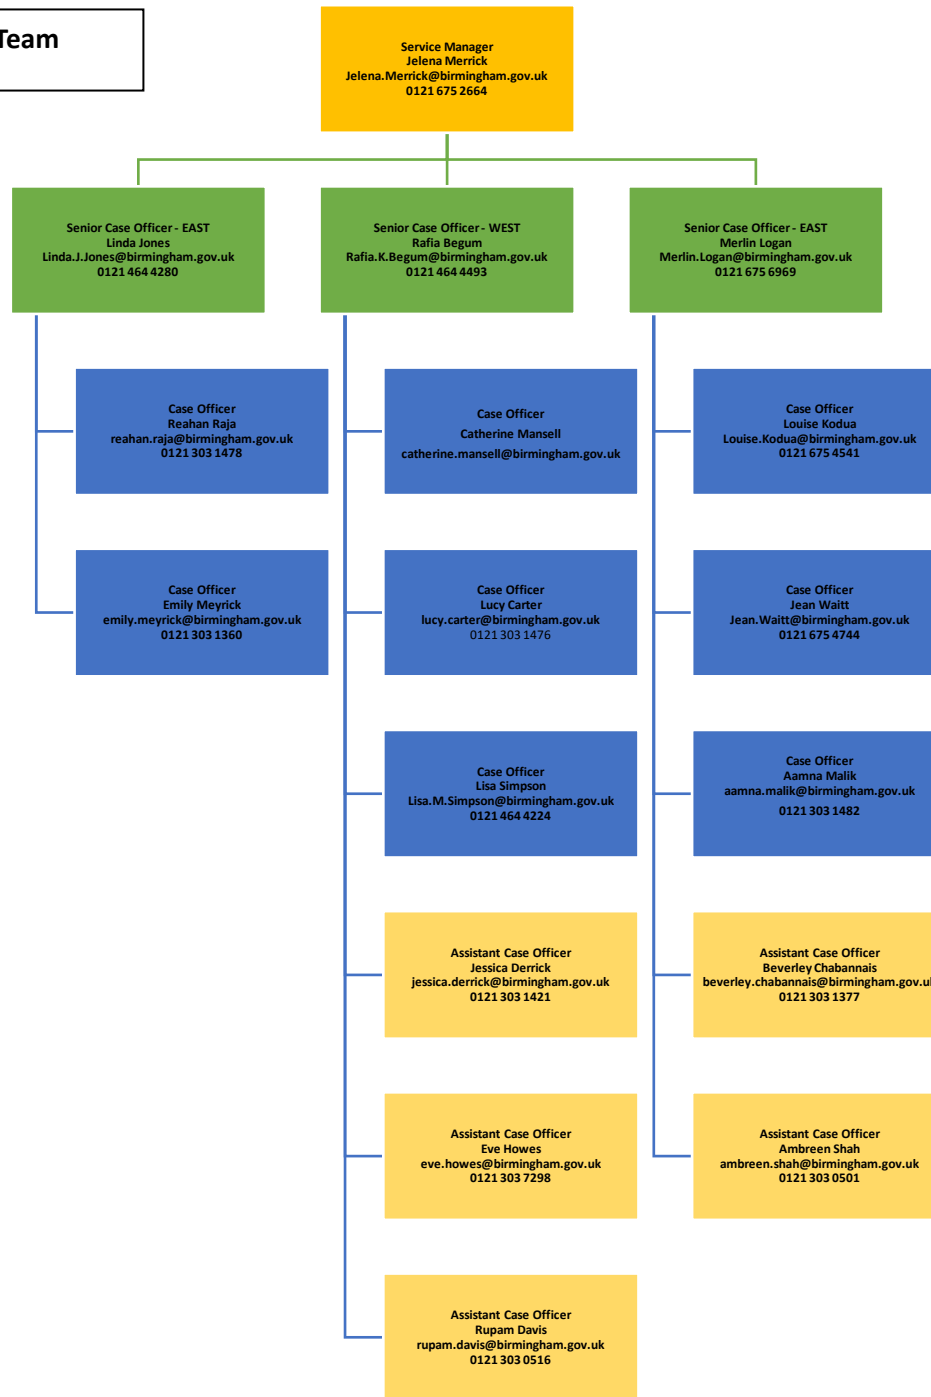 Team
Service Manager
Jelena Merrick
Jelena.Merrick@birmingham.gov.uk
0121 675 2664
Senior Case Officer - EAST
Linda Jones
Linda.J.Jones@birmingham.gov.uk
0121 464 4280
Senior Case Officer - WEST
Rafia Begum
Rafia.K.Begum@birmingham.gov.uk
0121 464 4493
Senior Case Officer - EAST
Merlin Logan
Merlin.Logan@birmingham.gov.uk
0121 675 6969
Case Officer
Reahan Raja
reahan.raja@birmingham.gov.uk
0121 303 1478
Case Officer
Catherine Mansell
catherine.mansell@birmingham.gov.uk
Case Officer
Louise Kodua
Louise.Kodua@birmingham.gov.uk
0121 675 4541
Case Officer
Emily Meyrick
emily.meyrick@birmingham.gov.uk
0121 303 1360
Case Officer
Lucy Carter
lucy.carter@birmingham.gov.uk
0121 303 1476
Case Officer
Jean Waitt
Jean.Waitt@birmingham.gov.uk
0121 675 4744
Case Officer
Lisa Simpson
Lisa.M.Simpson@birmingham.gov.uk
0121 464 4224
Case Officer
Aamna Malik
aamna.malik@birmingham.gov.uk
0121 303 1482
Assistant Case Officer
Jessica Derrick
jessica.derrick@birmingham.gov.uk
0121 303 1421
Assistant Case Officer
Beverley Chabannais
beverley.chabannais@birmingham.gov.uk
0121 303 1377
Assistant Case Officer
Eve Howes
eve.howes@birmingham.gov.uk
0121 303 7298
Assistant Case Officer
Ambreen Shah
ambreen.shah@birmingham.gov.uk
0121 303 0501
Assistant Case Officer
Rupam Davis
rupam.davis@birmingham.gov.uk
0121 303 0516